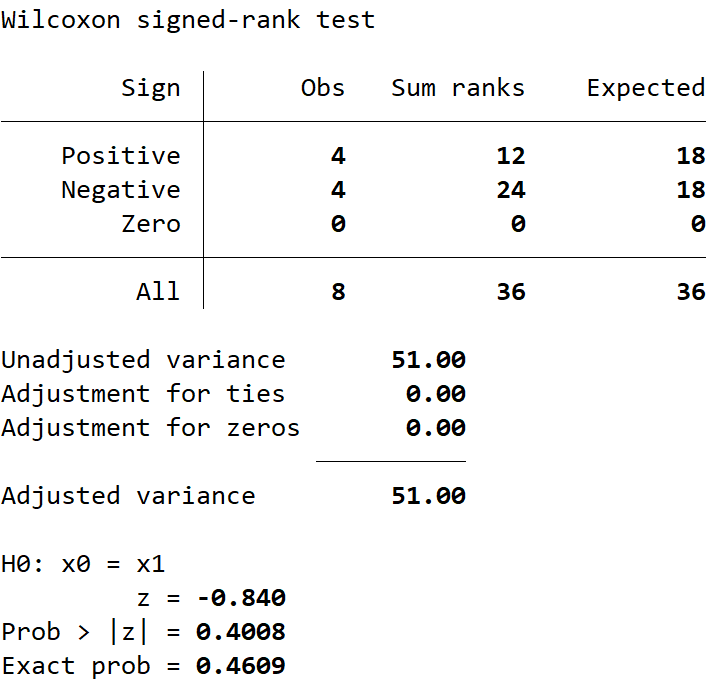 Wilcoxon signed-rank test
Sign Obs Sum ranks Expected
Positive 4 12 18
Negative 4 24 18
Zero 0 0 0
All 8 36 36
Unadjusted variance 51.00
Adjustment for ties 0.00
Adjustment for zeros 0.00
Adjusted variance 51.00
H0: x0 = x1
z = -0.840
Prob > |z| = 0.4008
Exact prob = 0.4609